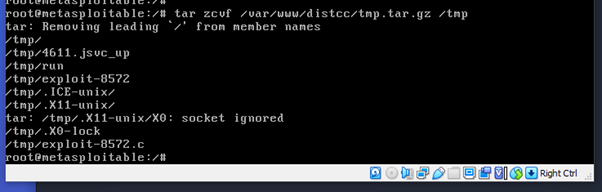 root@metasploitable:/#
root@metasploitable:/# tar zcvf /var/www/distcc/tmp.tar.gz /tmp
tar: Removing leading `/' from member names
/tmp/
/tmp/4611.jsvc_up
/tmp/run
/tmp/exploit-8572
/tmp/.ICE-unix/
/tmp/.X11-unix/
tar: /tmp/.X11-unix/X0: socket ignored
/tmp/.X0-lock
/tmp/exploit-8572.c
root@metasploitable:/#
Right Ctrl